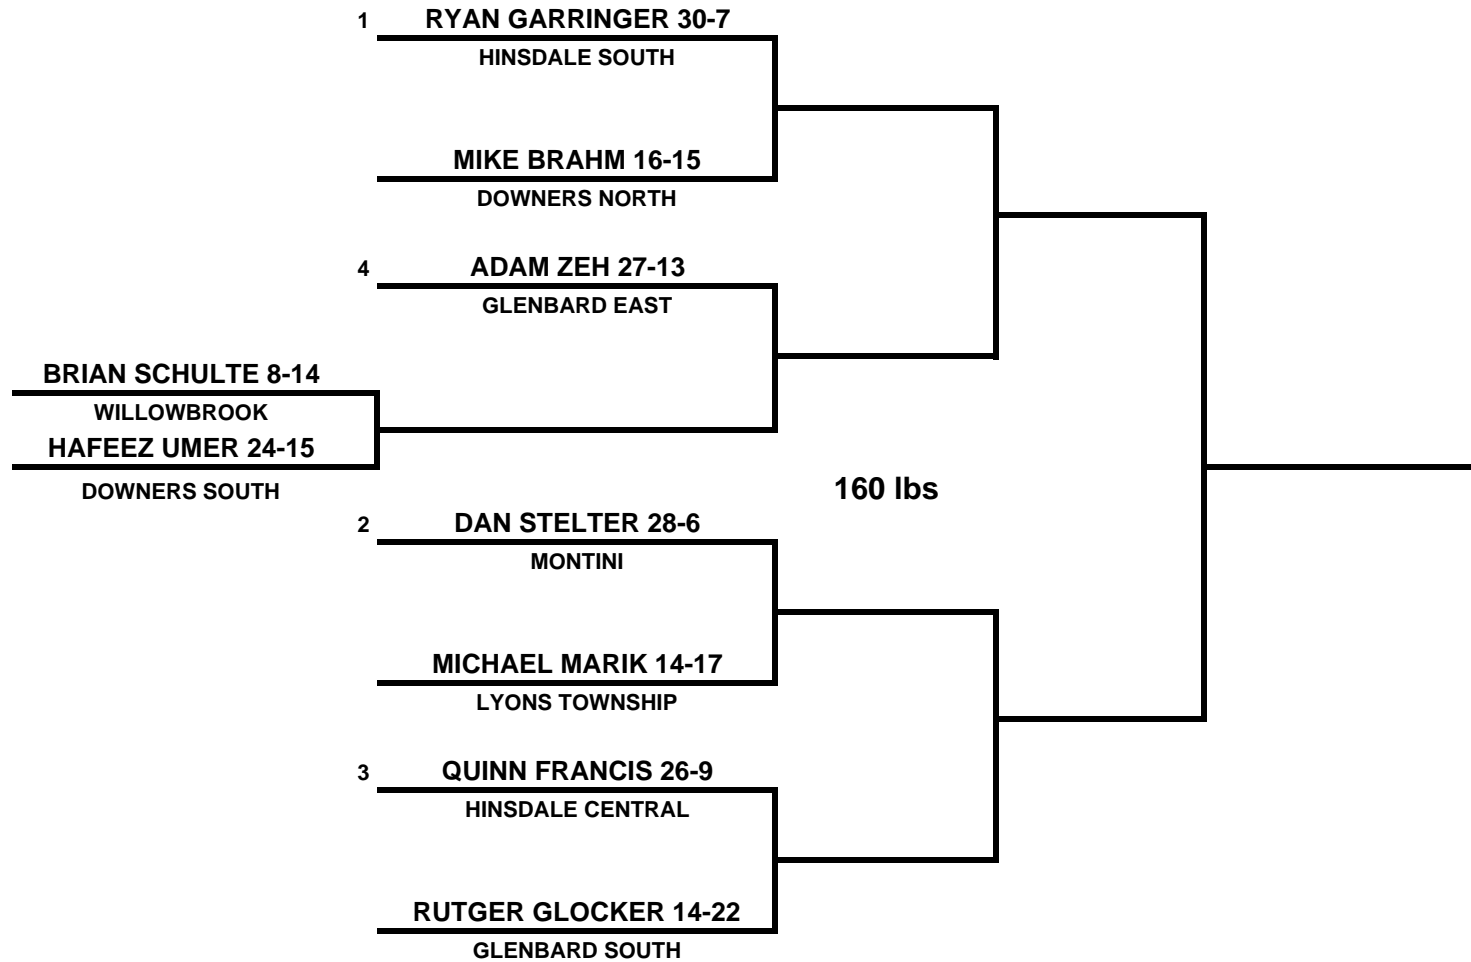 1
RYAN GARRINGER 30-7
HINSDALE SOUTH
MIKE BRAHM 16-15
DOWNERS NORTH
4
ADAM ZEH 27-13
GLENBARD EAST
BRIAN SCHULTE 8-14
WILLOWBROOK
HAFEEZ UMER 24-15
DOWNERS SOUTH
160 lbs
2
DAN STELTER 28-6
MONTINI
MICHAEL MARIK 14-17
LYONS TOWNSHIP
3
QUINN FRANCIS 26-9
HINSDALE CENTRAL
RUTGER GLOCKER 14-22
GLENBARD SOUTH